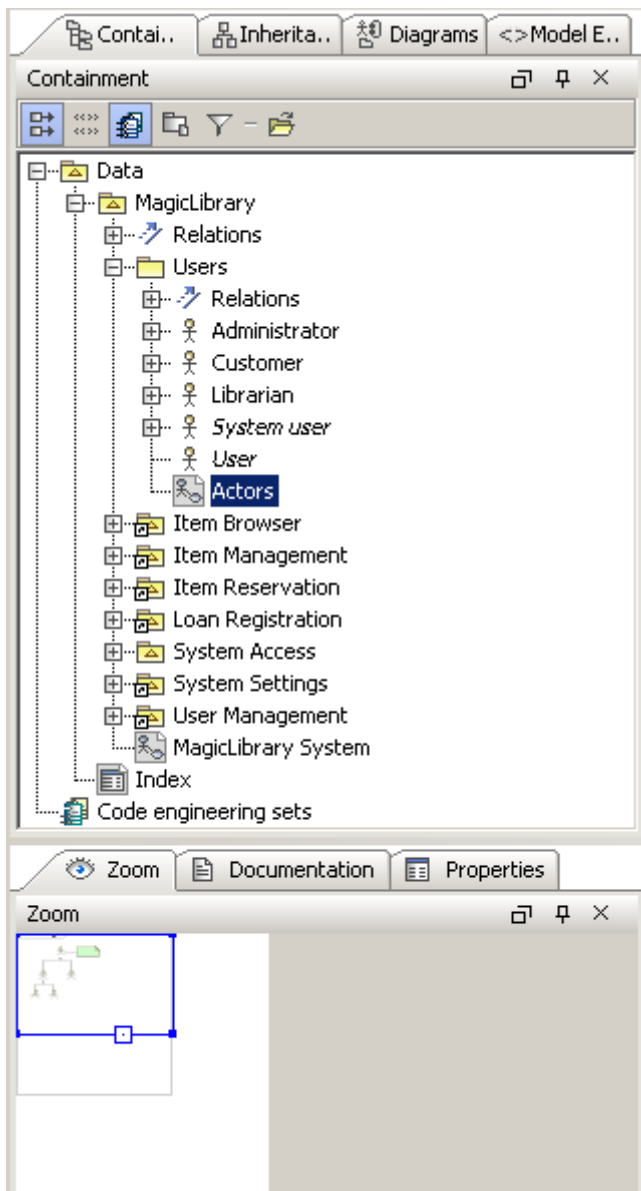 Contai.. Inherita.. Diagrams <>Model E..
Containment
Data
MagicLibrary
Relations
Users
Relations
Administrator
Customer
Librarian
System user
User
Actors
Item Browser
Item Management
Item Reservation
Loan Registration
System Access
System Settings
User Management
MagicLibrary System
Index
Code engineering sets
Zoom Documentation Properties
Zoom